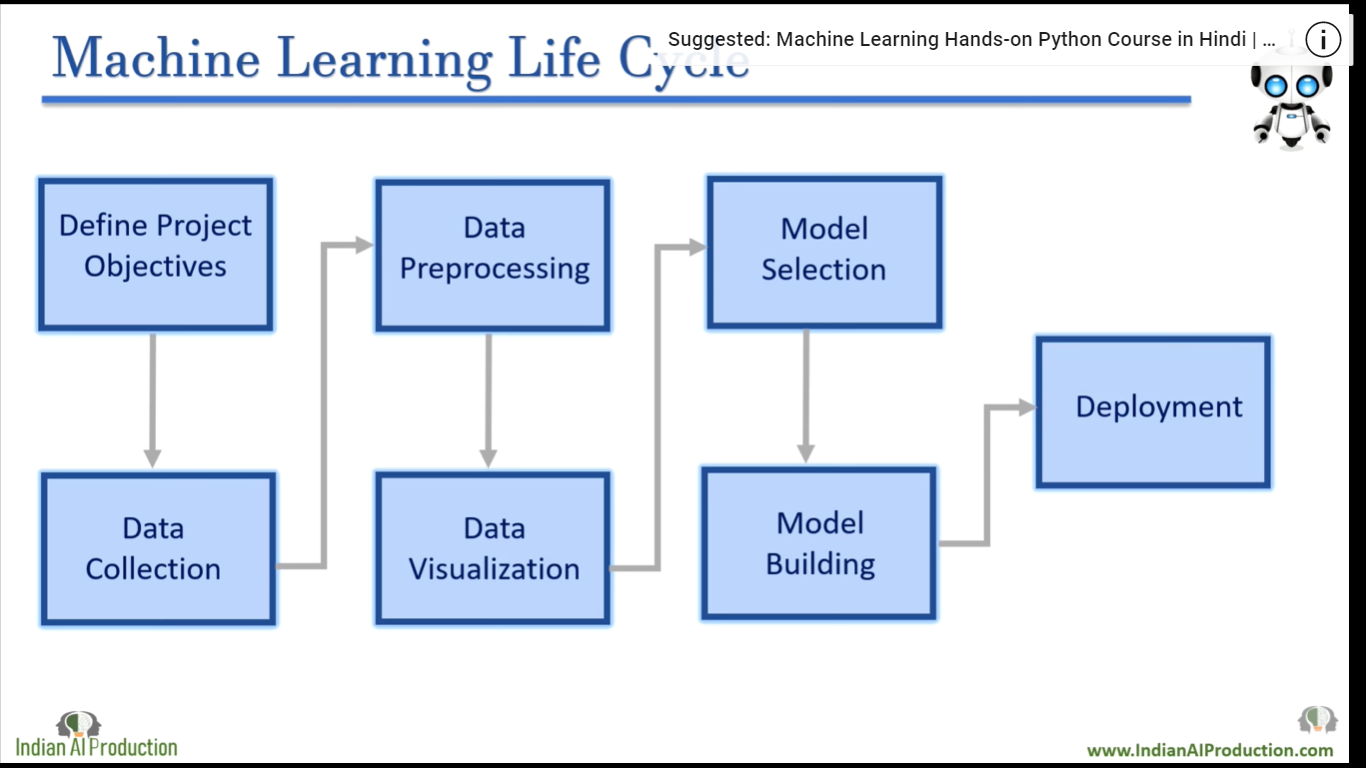 Machine Learning Life Cycle
Suggested: Machine Learning Hands-on Python Course in Hindi | ...
i
Define Project
Objectives
Data
Collection
Data
Preprocessing
Data
Visualization
Model
Selection
Model
Building
Deployment
Indian AI Production
www.IndianAIProduction.com